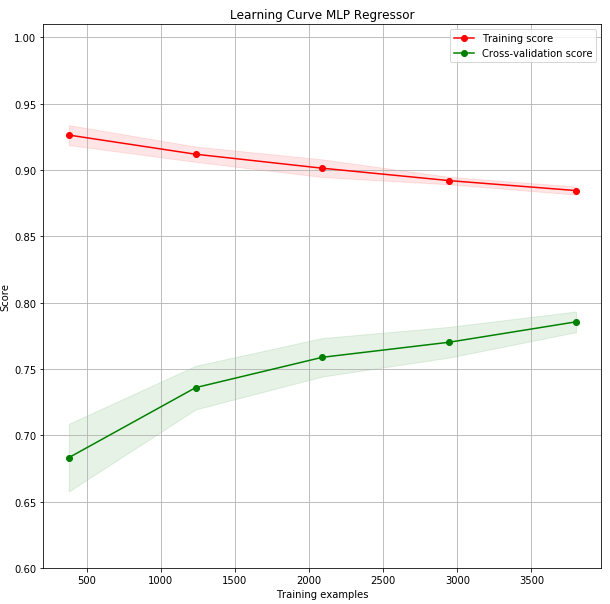 Learning Curve MLP Regressor
Training score
Cross-validation score
1.00
0.95
0.90
0.85
0.80
0.75
0.70
0.65
0.60
Score
500 1000 1500 2000 2500 3000 3500
Training examples